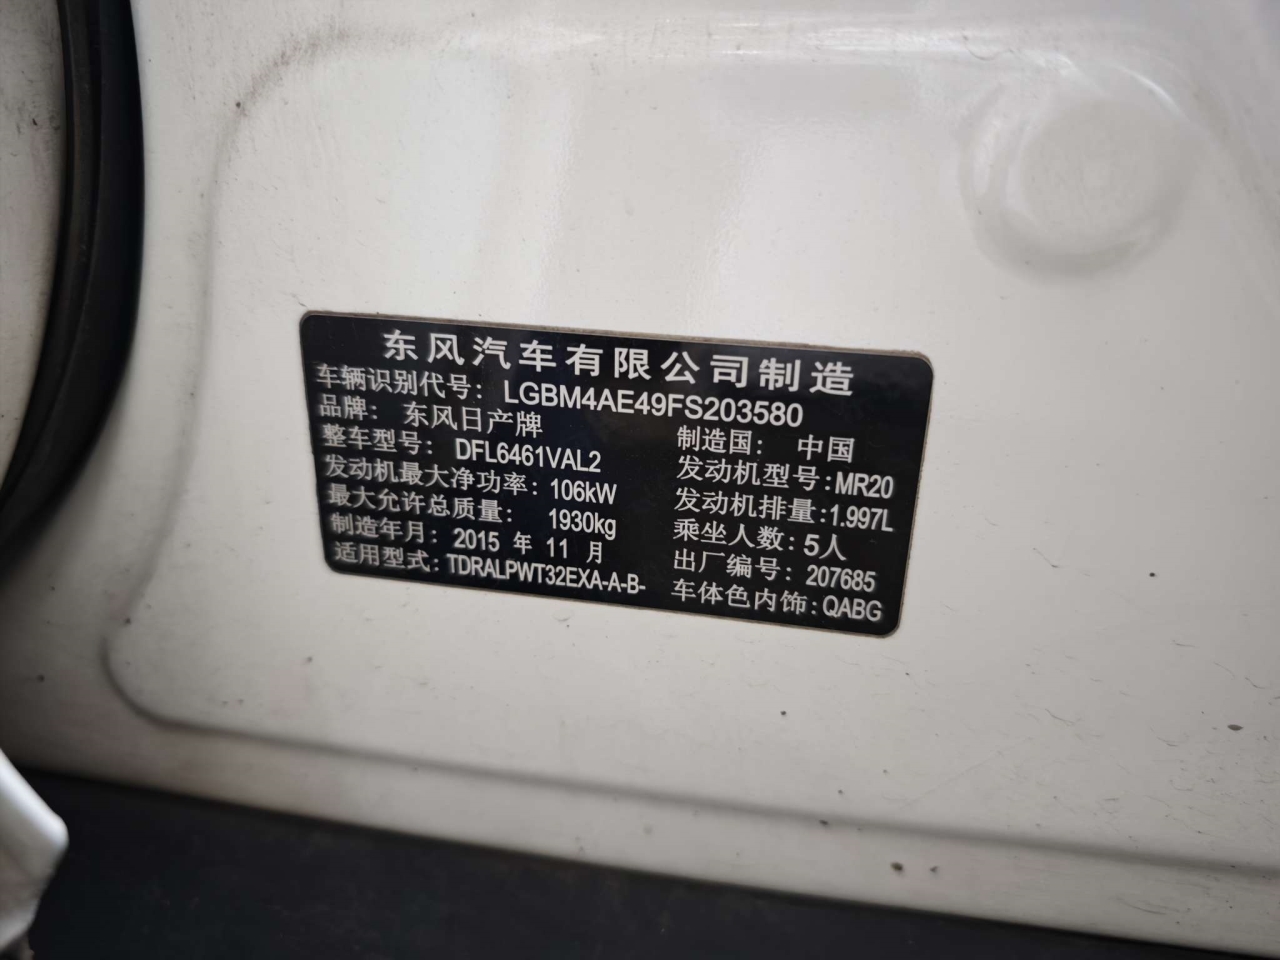 东风汽车有限公司制造
车辆识别代号：LGBM4AE49FS203580
品牌：东风日产牌 制造国：中国
整车型号：DFL6461VAL2 发动机型号：MR20
发动机最大净功率：106kW 发动机排量：1.997L
最大允许总质量：1930kg 乘坐人数：5人
制造年月：2015 年 11 月 出厂编号：207685
适用型式：TDRALPWT32EXA-A-B- 车体色内饰：QABG